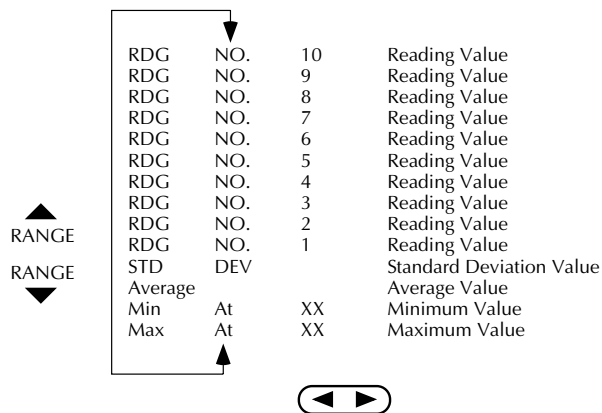 RDG NO. 10 Reading Value
RDG NO. 9 Reading Value
RDG NO. 8 Reading Value
RDG NO. 7 Reading Value
RDG NO. 6 Reading Value
RDG NO. 5 Reading Value
RDG NO. 4 Reading Value
RDG NO. 3 Reading Value
RDG NO. 2 Reading Value
RDG NO. 1 Reading Value
STD DEV Standard Deviation Value
Average Average Value
Min At XX Minimum Value
Max At XX Maximum Value
RANGE
RANGE